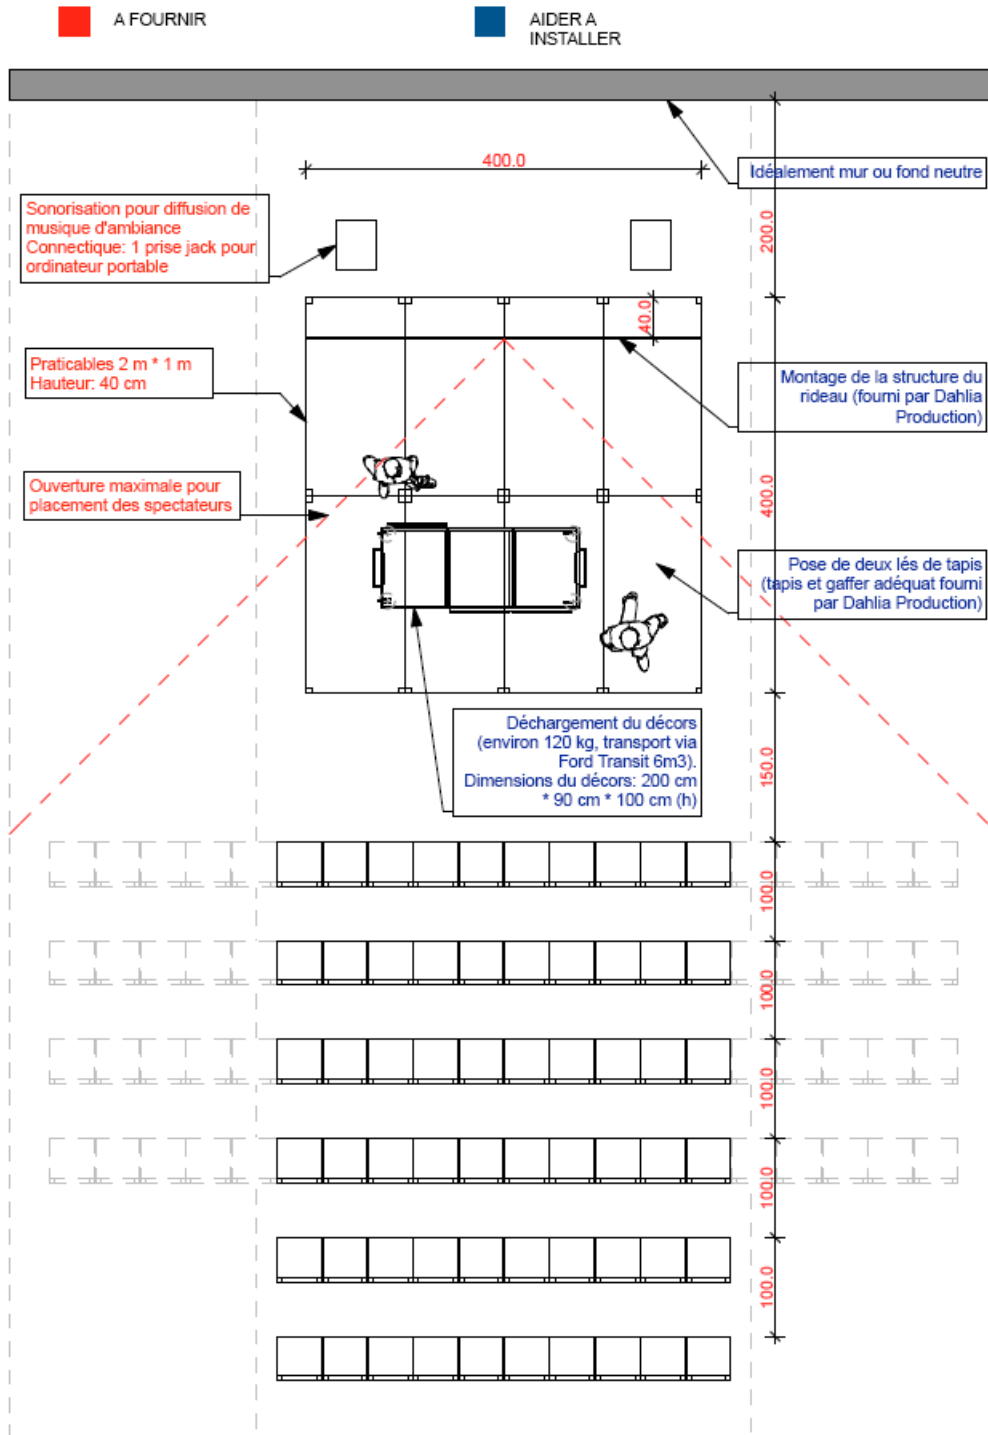 A FOURNIR
AIDER A
INSTALLER
400.0
Idéalement mur ou fond neutre
Sonorisation pour diffusion de
musique d'ambiance
Connectique: 1 prise jack pour
ordinateur portable
200.0
40.0
Praticables 2 m * 1 m
Hauteur: 40 cm
Montage de la structure du
rideau (fourni par Dahlia
Production)
Ouverture maximale pour
placement des spectateurs
400.0
Pose de deux lés de tapis
(tapis et gaffer adéquat fourni
par Dahlia Production)
Déchargement du décors
(environ 120 kg, transport via
Ford Transit 6m3).
Dimensions du décors: 200 cm
* 90 cm * 100 cm (h)
150.0
100.0
100.0
100.0
100.0
100.0